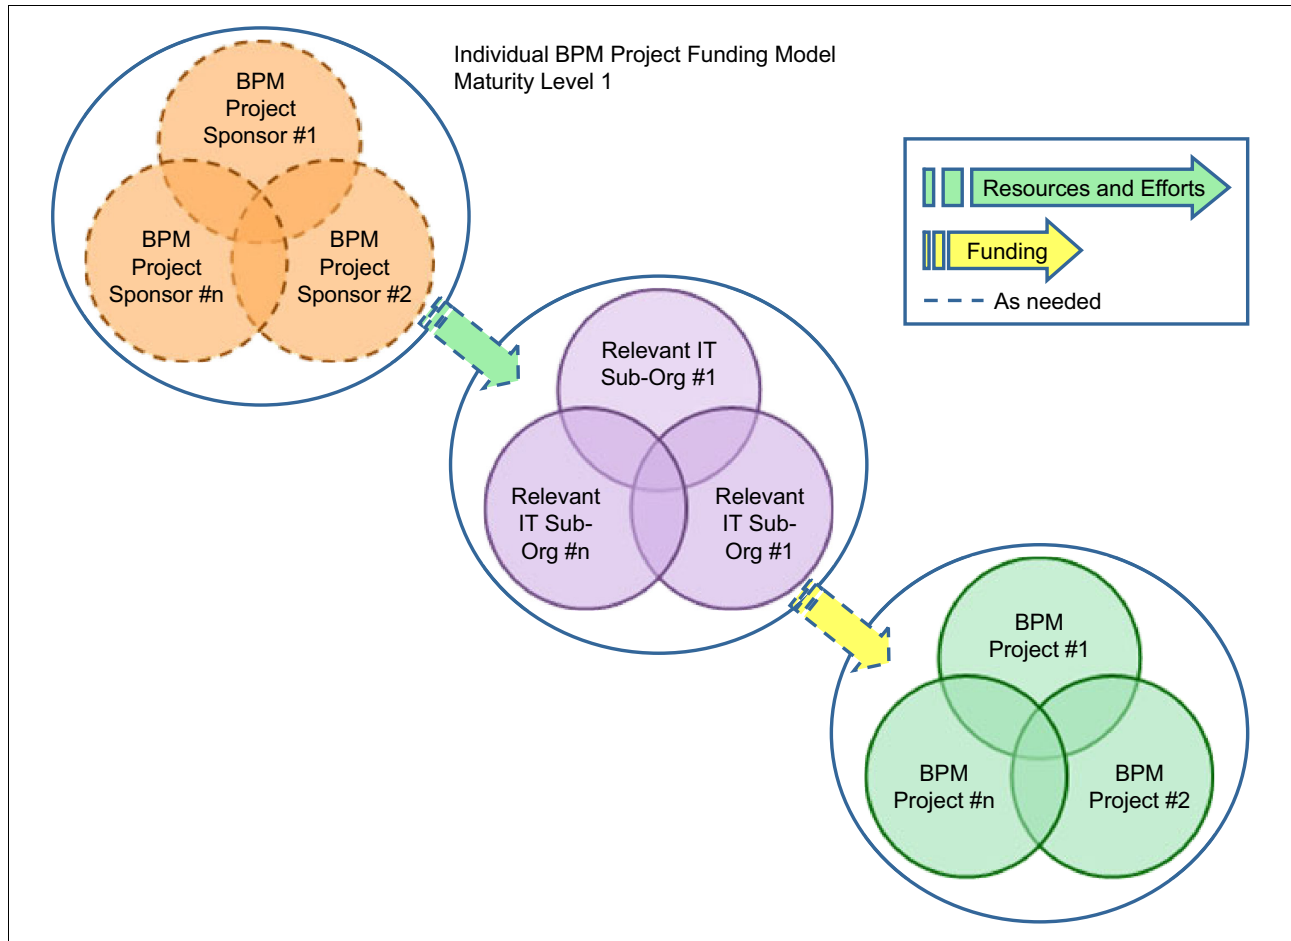 Individual BPM Project Funding Model
Maturity Level 1
BPM
Project
Sponsor #1
BPM
Project
Sponsor #n
BPM
Project
Sponsor #2
Resources and Efforts
Funding
As needed
Relevant IT
Sub-Org #1
Relevant
IT Sub-
Org #n
Relevant
IT Sub-
Org #1
BPM
Project #1
BPM
Project #n
BPM
Project #2